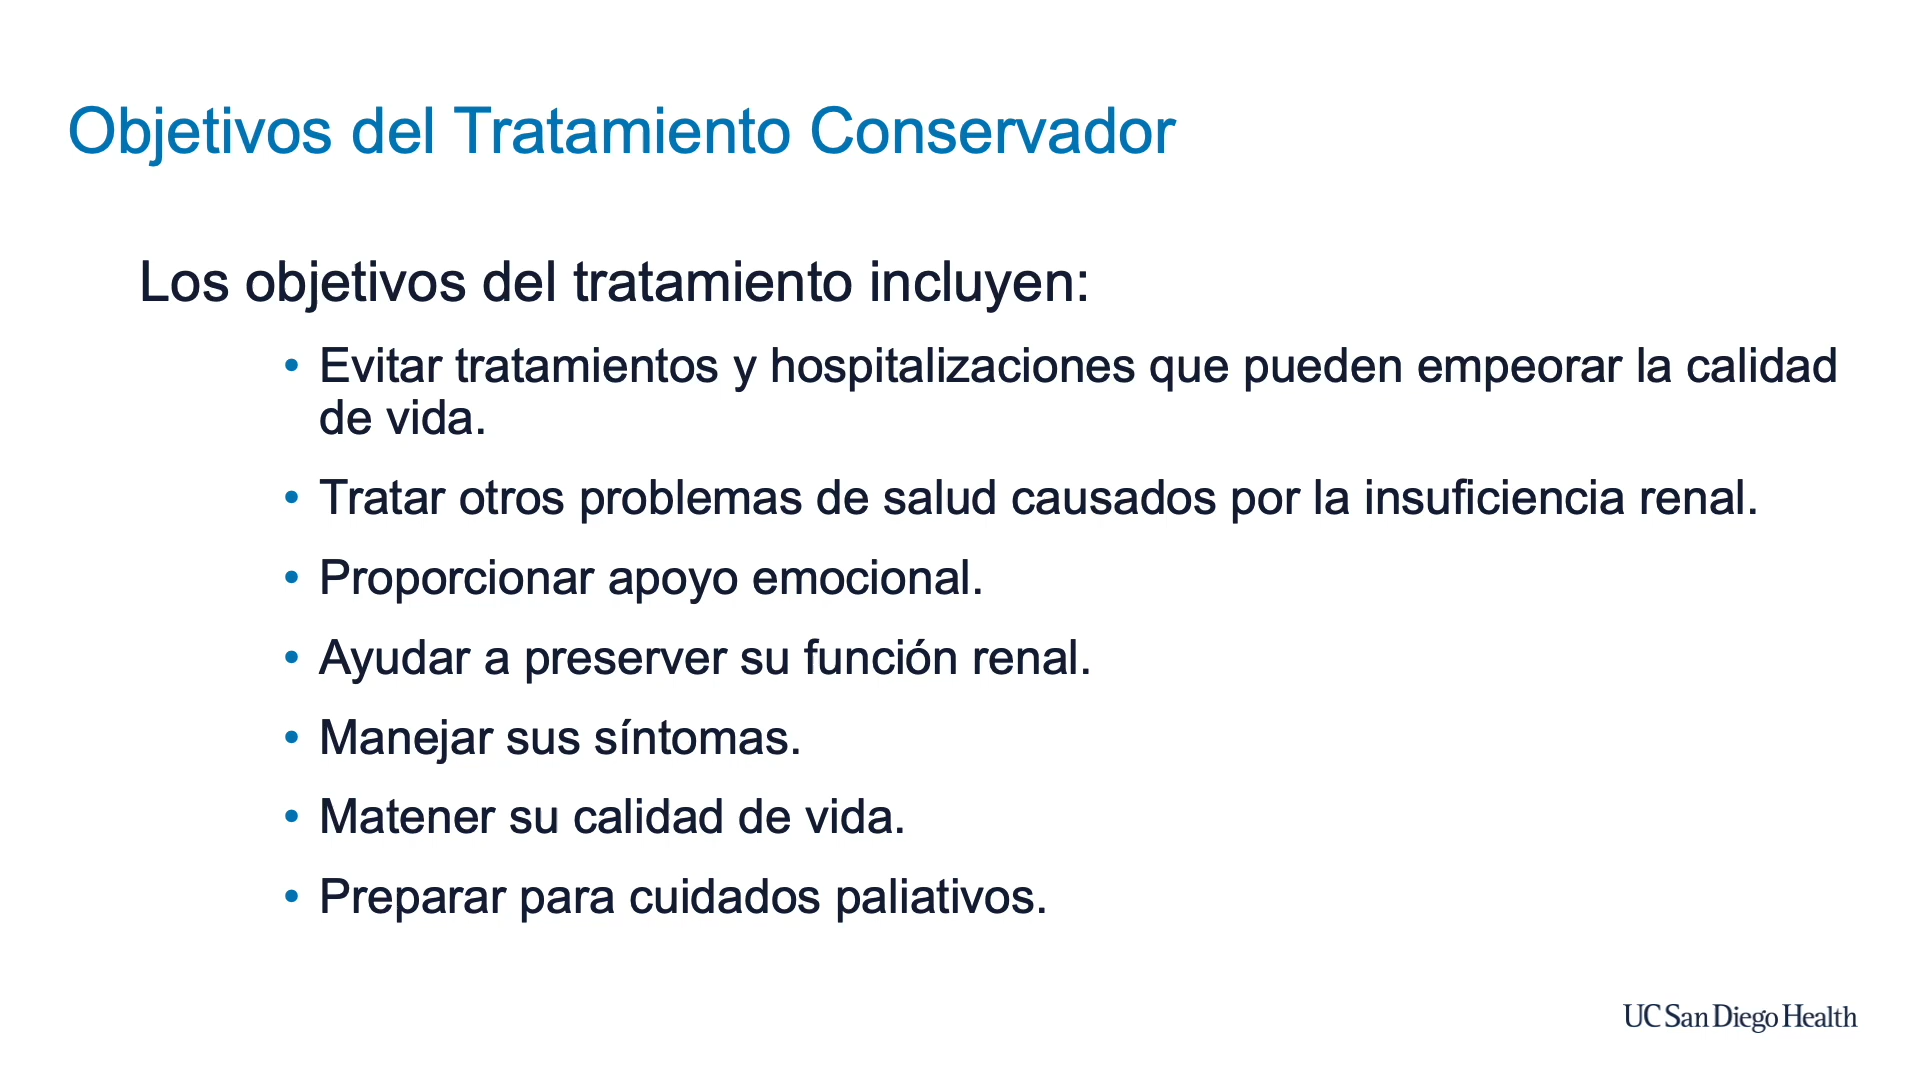 Objetivos del Tratamiento Conservador
Los objetivos del tratamiento incluyen:
• Evitar tratamientos y hospitalizaciones que pueden empeorar la calidad
de vida.
• Tratar otros problemas de salud causados por la insuficiencia renal.
• Proporcionar apoyo emocional.
• Ayudar a preserver su función renal.
• Manejar sus síntomas.
• Matener su calidad de vida.
• Preparar para cuidados paliativos.
UC San Diego Health